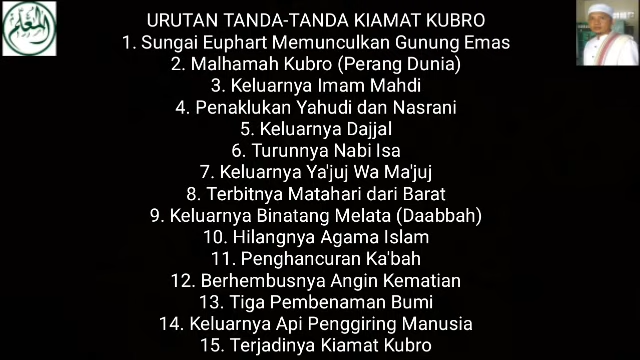 المعلم
URUTAN TANDA-TANDA KIAMAT KUBRO
1. Sungai Euphart Memunculkan Gunung Emas
2. Malhamah Kubro (Perang Dunia)
3. Keluarnya Imam Mahdi
4. Penaklukan Yahudi dan Nasrani
5. Keluarnya Dajjal
6. Turunnya Nabi Isa
7. Keluarnya Ya'juj Wa Ma'juj
8. Terbitnya Matahari dari Barat
9. Keluarnya Binatang Melata (Daabbah)
10. Hilangnya Agama Islam
11. Penghancuran Ka'bah
12. Berhembusnya Angin Kematian
13. Tiga Pembenaman Bumi
14. Keluarnya Api Penggiring Manusia
15. Terjadinya Kiamat Kubro